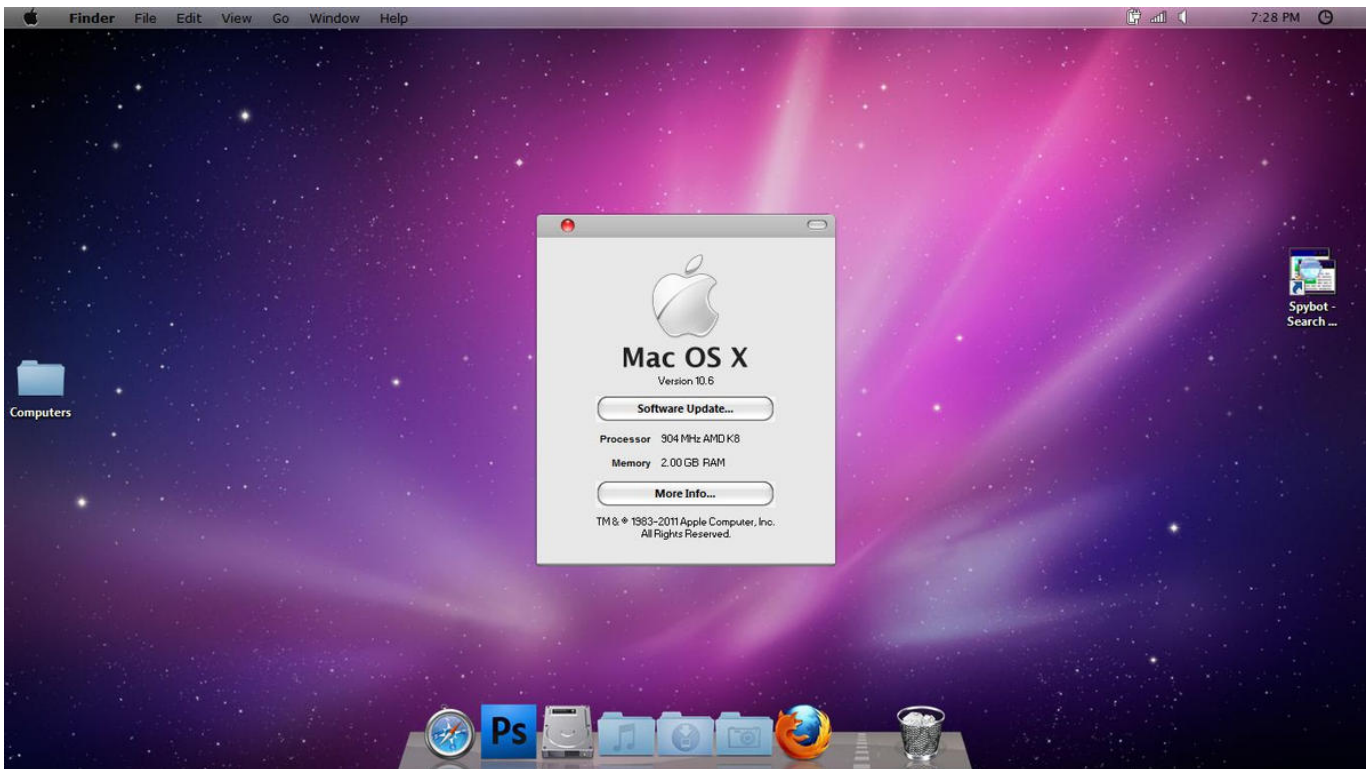 Finder File Edit View Go Window Help
7:28 PM
Mac OS X
Version 10.6
Software Update...
Processor 904 MHz AMD K8
Memory 2.00 GB RAM
More Info...
TM & ® 1983-2011 Apple Computer, Inc.
All Rights Reserved.
Spybot -
Search ...
Computers
Ps